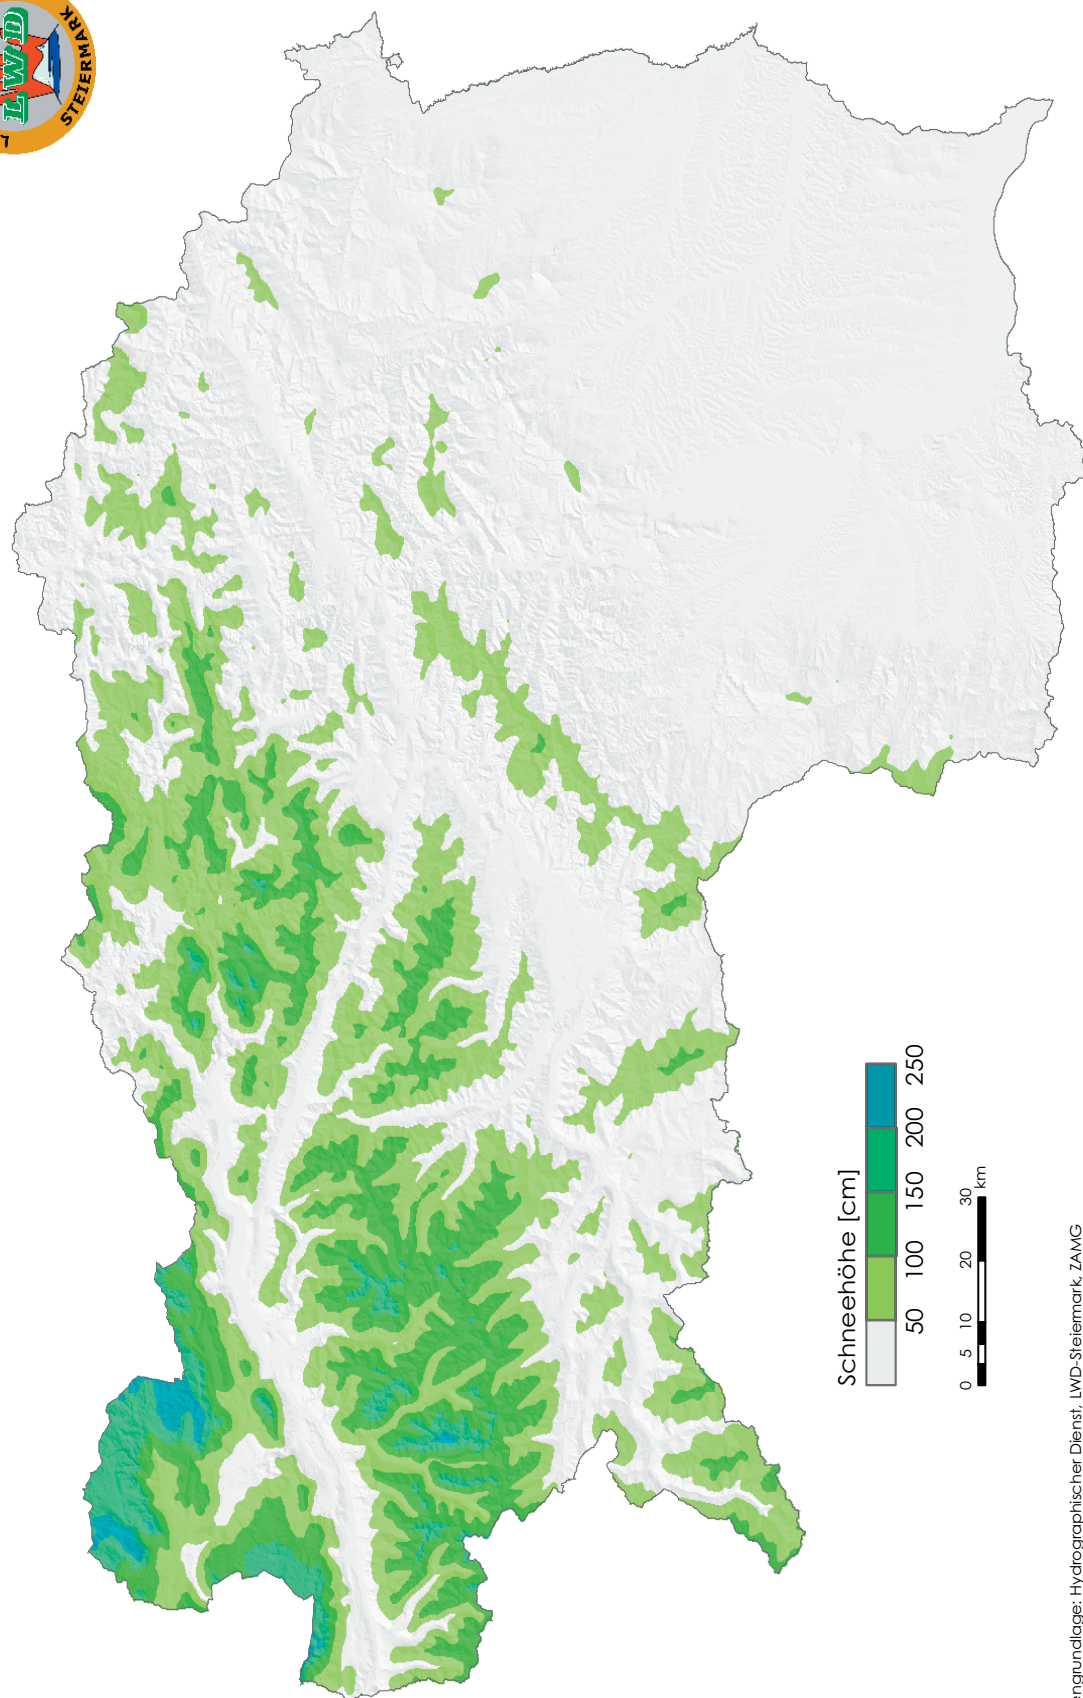 L W D
STEIERMARK
Schneehöhe [cm]
50 100 150 200 250
0 5 10 20 30 km
engrundlage: Hydrographischer Dienst, LWD-Steiermark, ZAMG